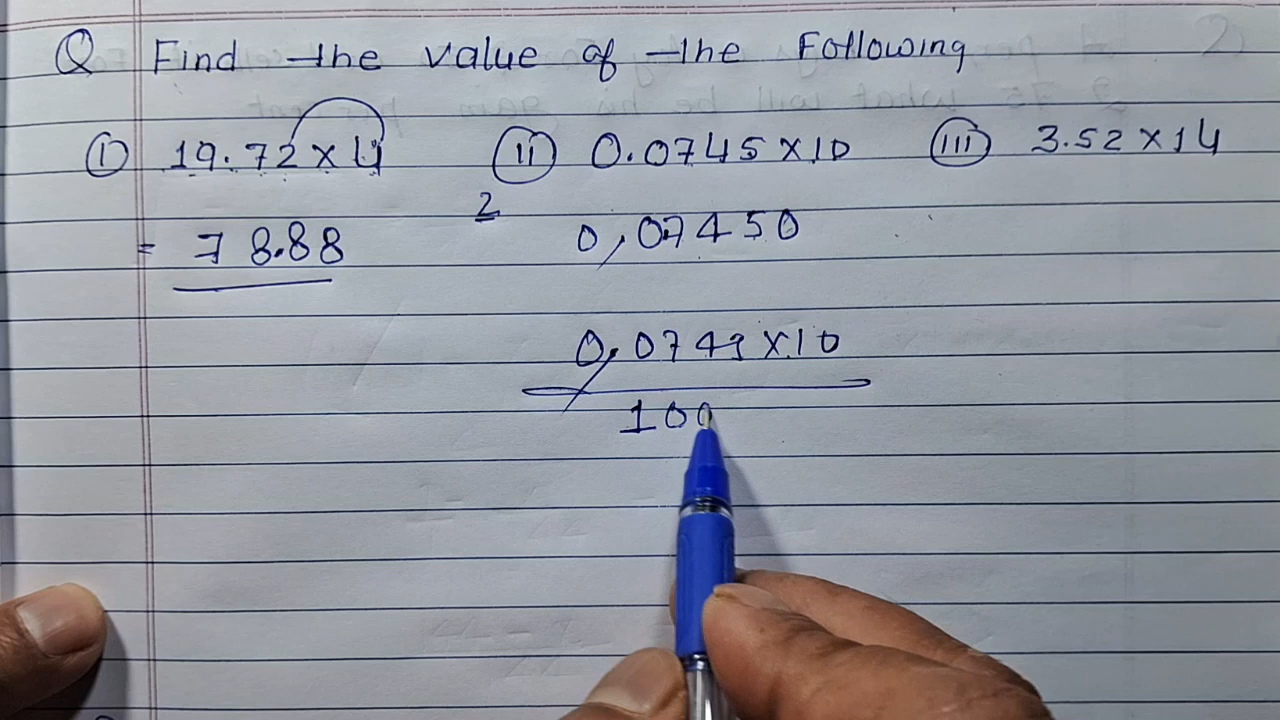 Q Find the value of the Following
(i) 19.72 × 4 (ii) 0.0745 × 10 (iii) 3.52 × 14
2
= 78.88 0.07450
0.0749 × 10
100